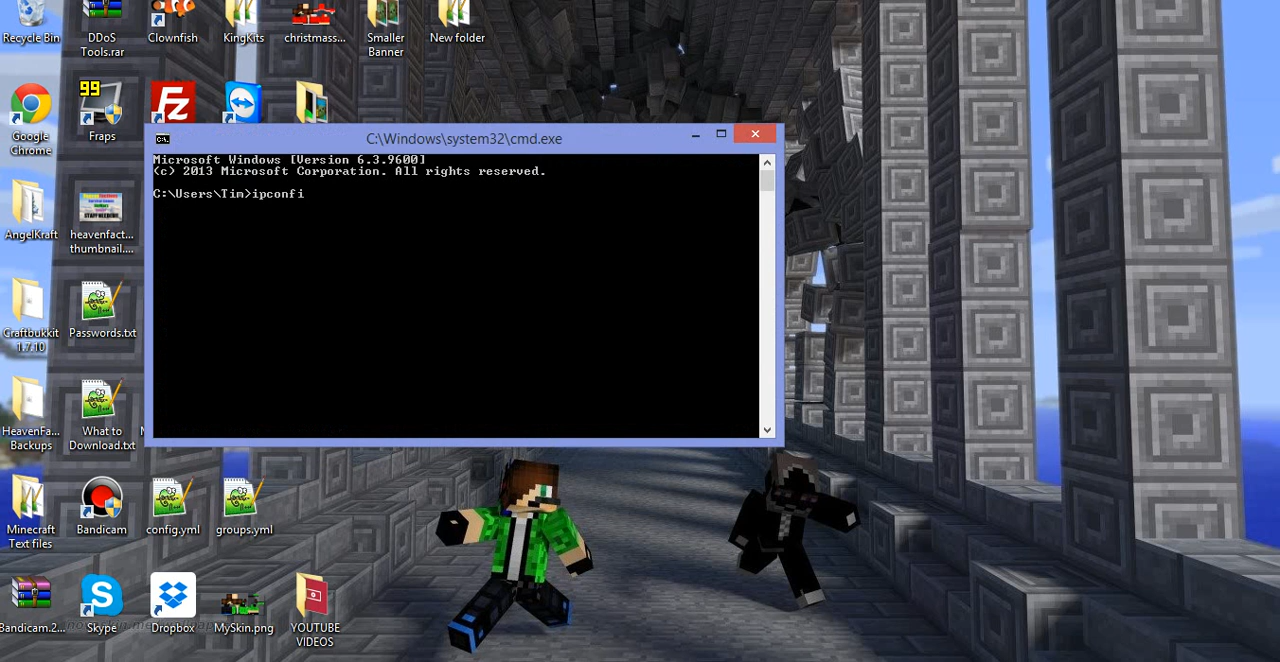 Recycle Bin
DDoS
Tools.rar
Clownfish
KingKits
christmass...
Smaller
Banner
New folder
Google
Chrome
99
Fraps
Fz
C:\Windows\system32\cmd.exe
Microsoft Windows [Version 6.3.9600]
(c) 2013 Microsoft Corporation. All rights reserved.
C:\Users\Tim>ipconfi
AngelKraft
heavenfact...
thumbnail....
Craftbukkit
1.7.10
Passwords.txt
HeavenFa...
Backups
What to
Download.txt
Minecraft
Text files
Bandicam
config.yml
groups.yml
Bandicam.2...
Skype
Dropbox
MySkin.png
YOUTUBE
VIDEOS